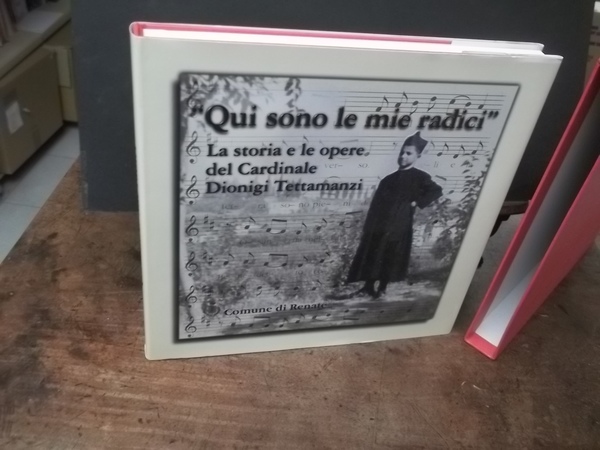 "Qui sono le mie radici"
La storia e le opere
del Cardinale
Dionigi Tettamanzi
Comune di Renate